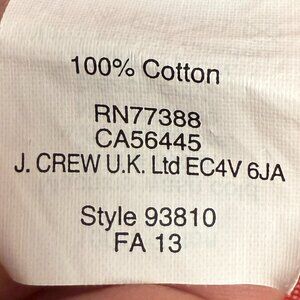 100% Cotton
RN77388
CA56445
J. CREW U.K. Ltd EC4V 6JA
Style 93810
FA 13